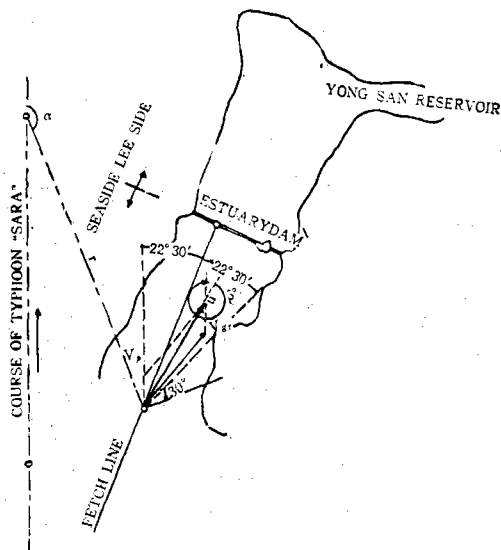 YONG SAN RESERVOIR
α
SEASIDE LEE SIDE
ESTUARYDAM
22°30'
22°30'
r
COURSE OF TYPHOON "SARA"
30°
FETCH LINE